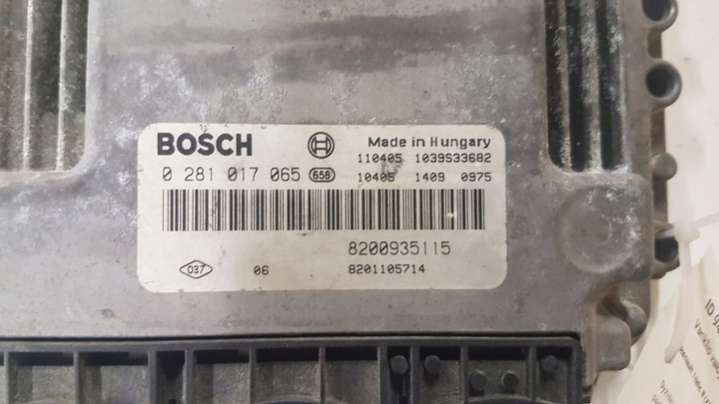 BOSCH
Made in Hungary
110405 1039S33682
0 281 017 065 658
10405 1409 0975
8200935115
037 06 8201105714